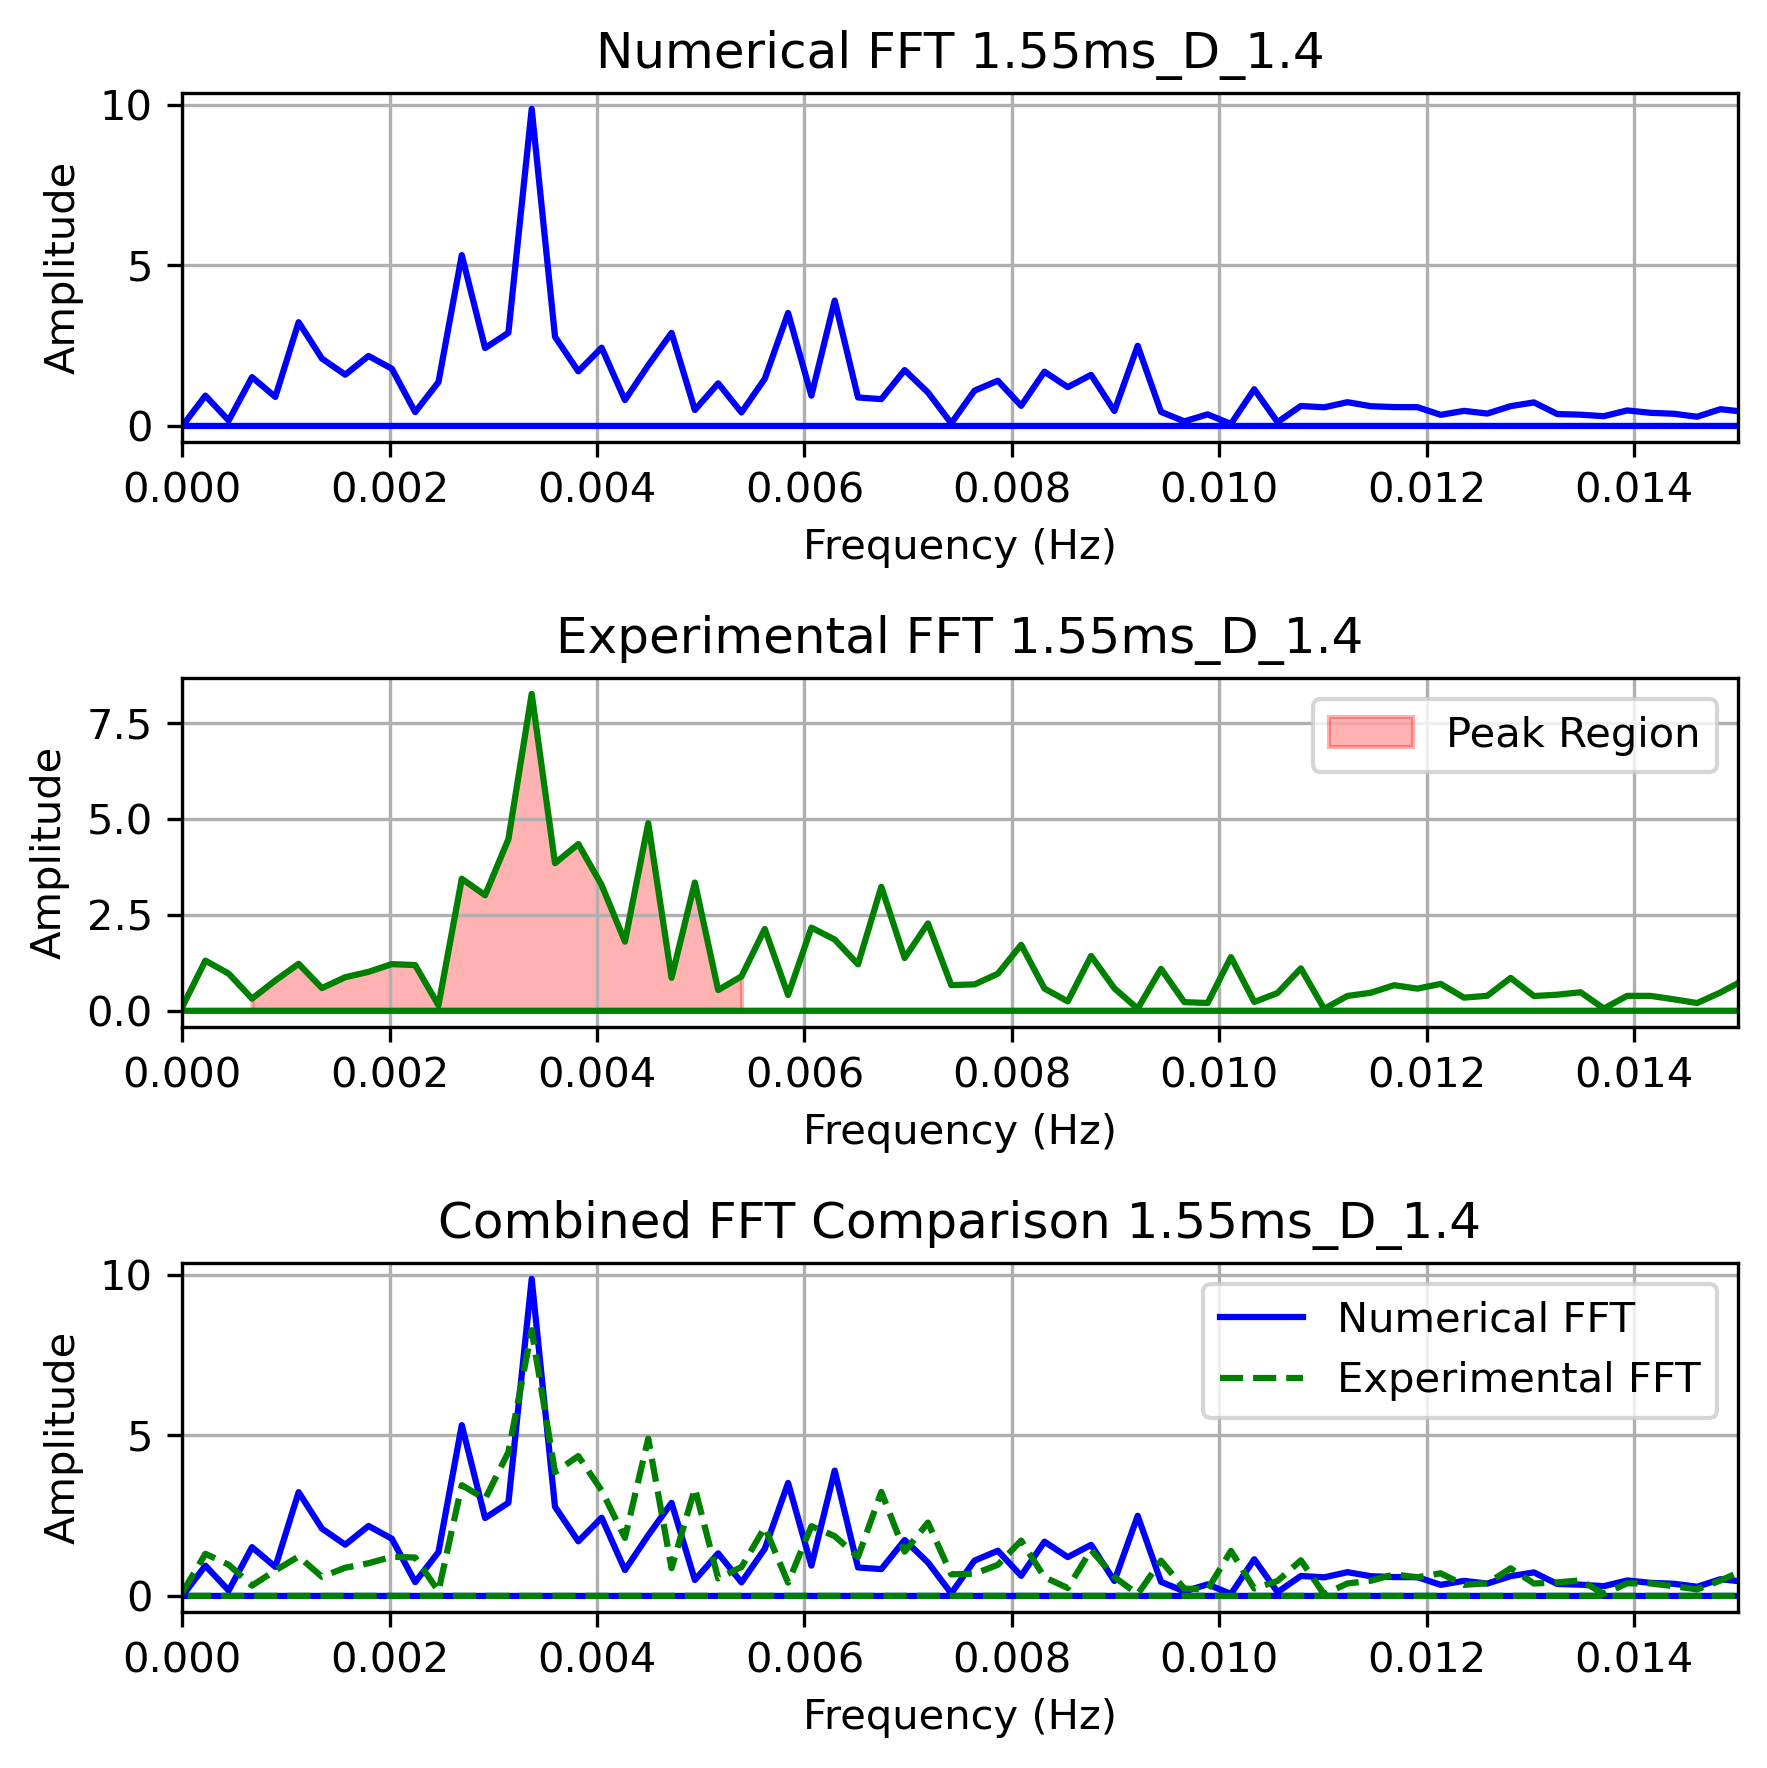 Numerical FFT 1.55ms_D_1.4
10
5
0
Amplitude
0.000 0.002 0.004 0.006 0.008 0.010 0.012 0.014
Frequency (Hz)
Experimental FFT 1.55ms_D_1.4
Peak Region
7.5
5.0
2.5
0.0
Amplitude
0.000 0.002 0.004 0.006 0.008 0.010 0.012 0.014
Frequency (Hz)
Combined FFT Comparison 1.55ms_D_1.4
Numerical FFT
Experimental FFT
10
5
0
Amplitude
0.000 0.002 0.004 0.006 0.008 0.010 0.012 0.014
Frequency (Hz)